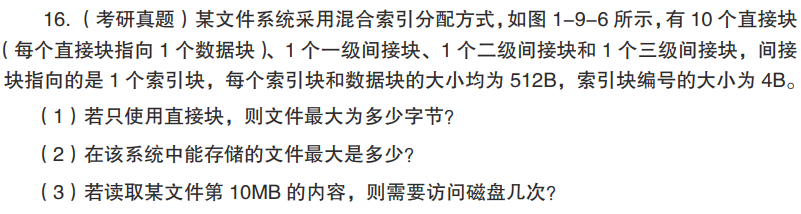 16.（考研真题）某文件系统采用混合索引分配方式，如图 1-9-6 所示，有 10 个直接块
（每个直接块指向 1 个数据块）、1 个一级间接块、1 个二级间接块和 1 个三级间接块，间接
块指向的是 1 个索引块，每个索引块和数据块的大小均为 512B，索引块编号的大小为 4B。
（1）若只使用直接块，则文件最大为多少字节？
（2）在该系统中能存储的文件最大是多少？
（3）若读取某文件第 10MB 的内容，则需要访问磁盘几次？